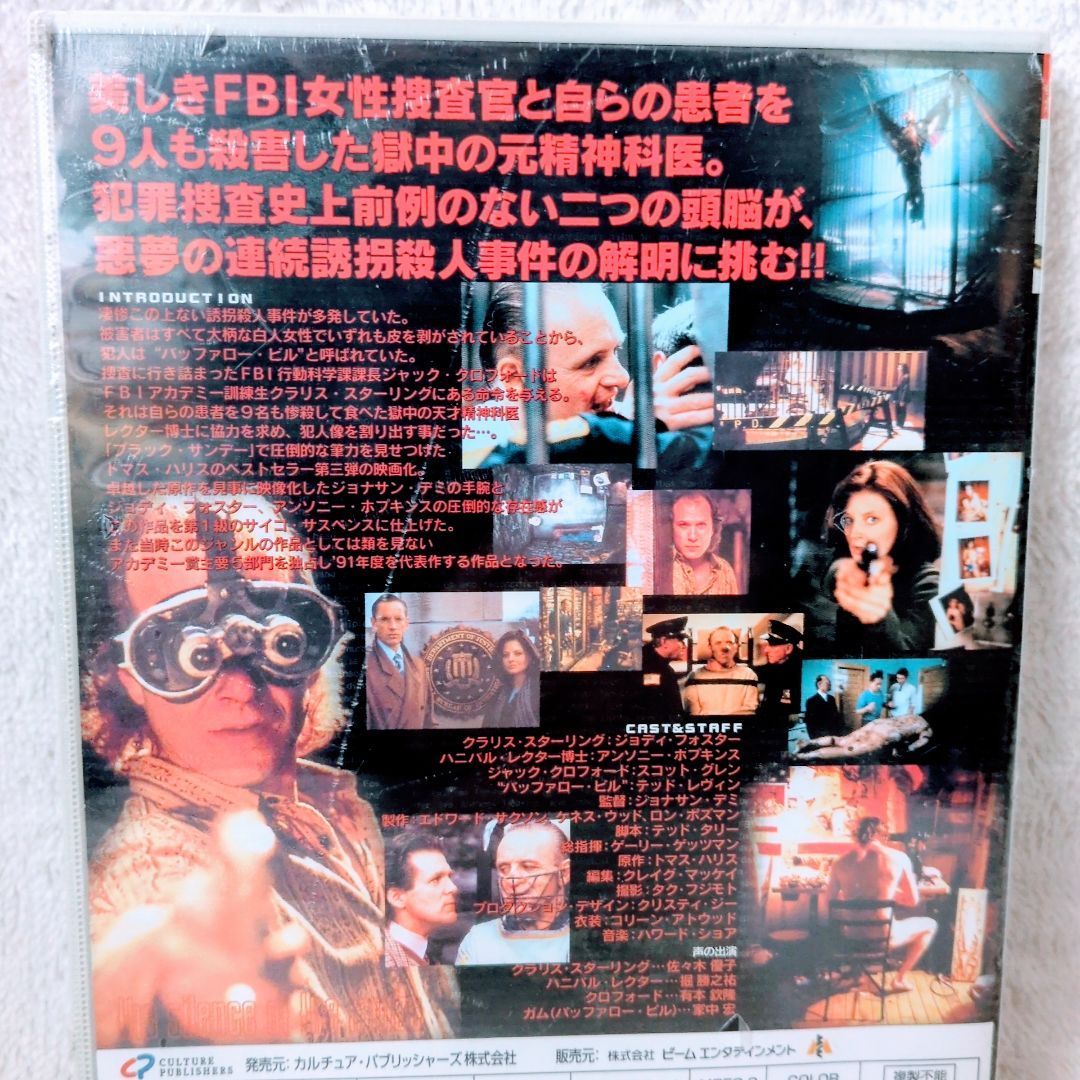 美しきFBI女性捜査官と自らの患者を
9人も殺害した獄中の元精神科医。
犯罪捜査史上前例のない二つの頭脳が、
悪夢の連続誘拐殺人事件の解明に挑む!!
INTRODUCTION
凄惨この上ない誘拐殺人事件が多発していた。
被害者はすべて大柄な白人女性でいずれも皮を剥がされていることから、
犯人は“バッファロー・ビル”と呼ばれていた。
捜査に行き詰まったFBI行動科学課課長ジャック・クロフォードは
FBIアカデミー訓練生クラリス・スターリングにある命令を与える。
それは自らの患者を9名も惨殺して食べた獄中の天才精神科医
レクター博士に協力を求め、犯人像を割り出す事だった…。
「ブラック・サンデー」で圧倒的な筆力を見せつけた
トマス・ハリスのベストセラー第三弾の映画化。
卓越した原作を見事に映像化したジョナサン・デミの手腕と
ジョディ・フォスター、アンソニー・ホプキンスの圧倒的な存在感が
この作品を第1級のサイコ・サスペンスに仕上げた。
また当時このジャンルの作品としては類を見ない
アカデミー賞主要5部門を独占し'91年度を代表作する作品となった。
CAST&STAFF
クラリス・スターリング:ジョディ・フォスター
ハニバル・レクター博士:アンソニー・ホプキンス
ジャック・クロフォード:スコット・グレン
“バッファロー・ビル”:テッド・レヴィン
監督:ジョナサン・デミ
製作:エドワード・サクソン、ケネス・ウッド、ロン・ボズマン
脚本:テッド・タリー
総指揮:ゲーリー・ゲッツマン
原作:トマス・ハリス
編集:クレイグ・マッケイ
撮影:タク・フジモト
プロダクション・デザイン:クリスティ・ジー
衣装:コリーン・アトウッド
音楽:ハワード・ショア
声の出演
クラリス・スターリング…佐々木 優子
ハニバル・レクター…堀 勝之祐
クロフォード…有本 欽隆
ガム(バッファロー・ビル)…家中 宏
CULTURE
PUBLISHERS
発売元:カルチュア・パブリッシャーズ株式会社
販売元:株式会社 ビーム エンタテインメント
COLOR
複製不能